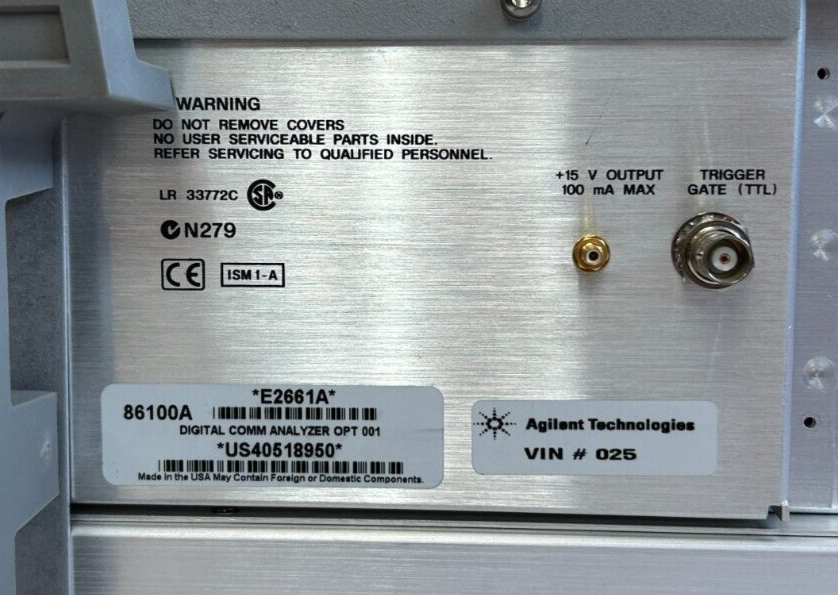 WARNING
DO NOT REMOVE COVERS
NO USER SERVICEABLE PARTS INSIDE.
REFER SERVICING TO QUALIFIED PERSONNEL.
+15 V OUTPUT
100 mA MAX
TRIGGER
GATE (TTL)
LR 33772C SA®
N279
CE ISM 1-A
*E2661A*
86100A
DIGITAL COMM ANALYZER OPT 001
*US40518950*
Made in the USA May Contain Foreign or Domestic Components.
Agilent Technologies
VIN # 025